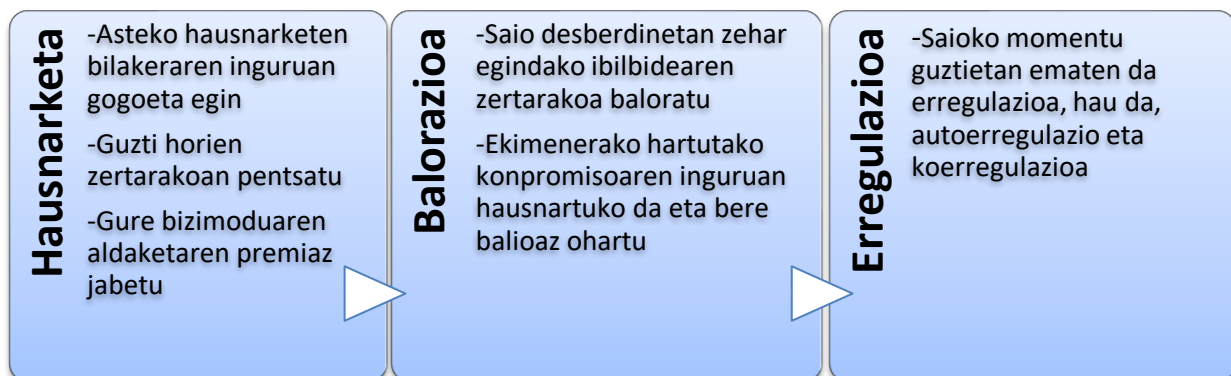 Hausnarketa
-Asteko hausnarketen
bilakeraren inguruan
gogoeta egin
-Guzti horien
zertarakoan pentsatu
-Gure bizimoduaren
aldaketaren premiaz
jabetu
Balorazioa
-Saio desberdinetan zehar
egindako ibilbidearen
zertarakoa baloratu
-Ekimenerako hartutako
konpromisoaren inguruan
hausnartuko da eta bere
balioaz ohartu
Erregulazioa
-Saioko momentu
guztietan ematen da
erregulazioa, hau da,
autoerregulazio eta
koerregulazioa